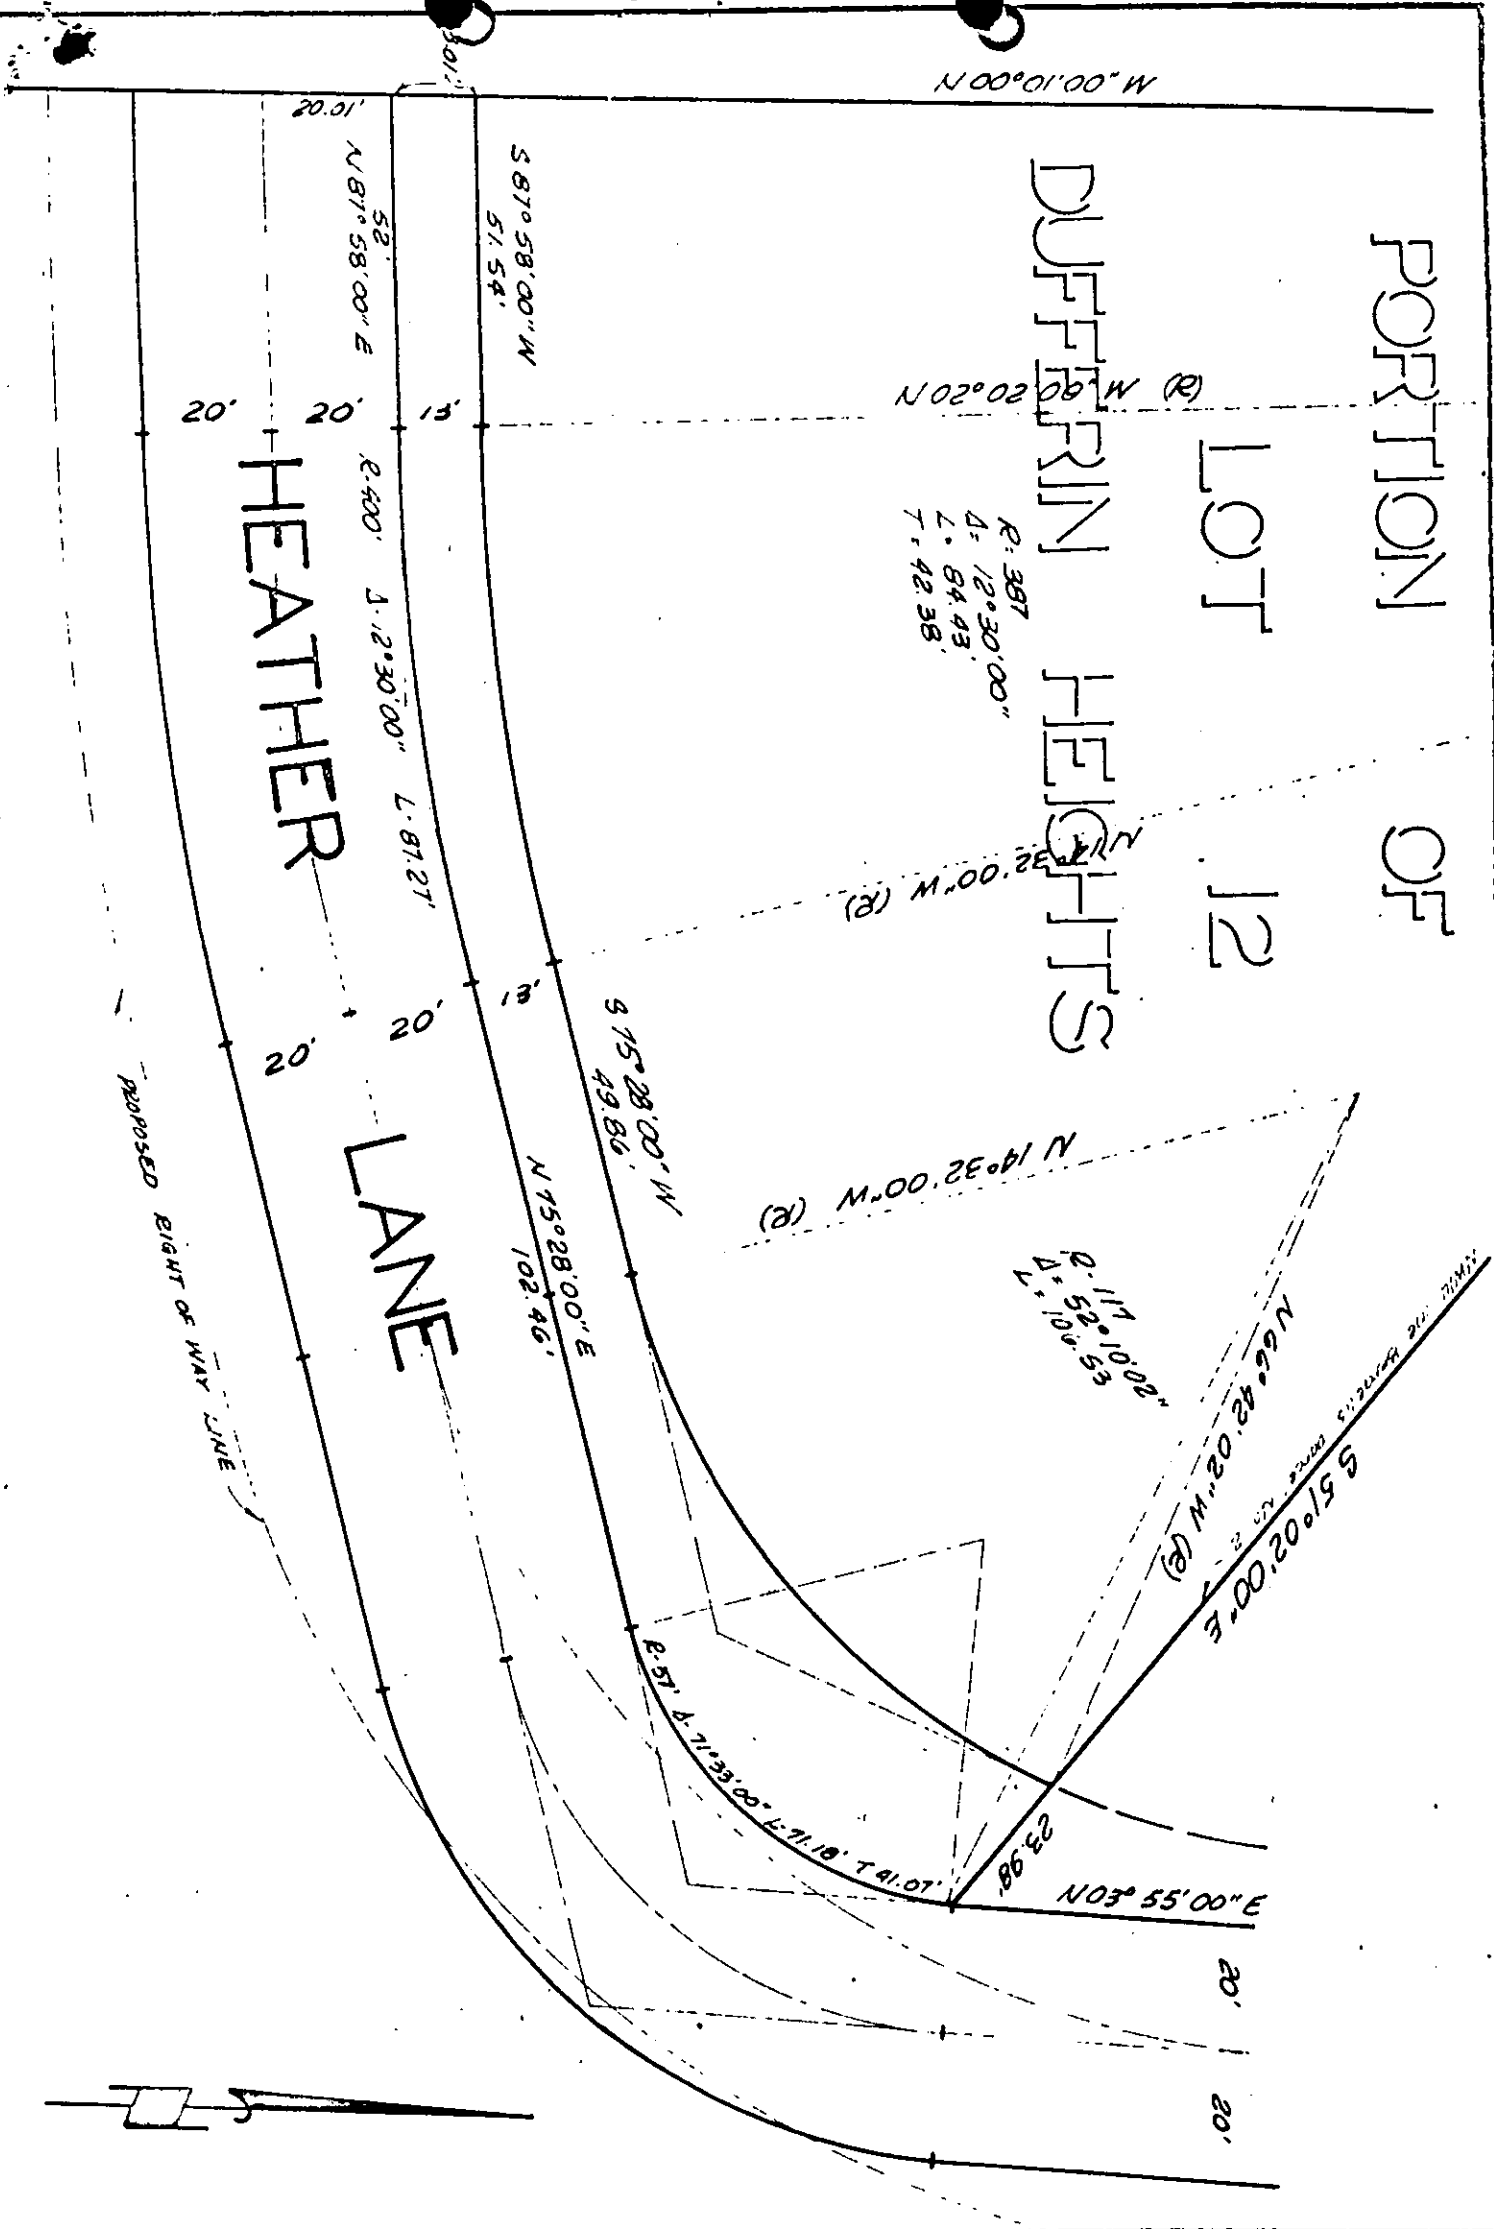 PORTION OF
LOT 12
DUFFERIN HEIGHTS
N 00°01'00" W
N 02°02'00" W (R)
S 87°58'00" W
51.54'
20.01'
52'
N 87°58'00" E
20'
20'
13'
R=387
Δ= 12°30'00"
L= 84.43'
T= 42.38'
R=400' Δ=12°30'00" L=87.27'
N 14°32'00" W (R)
HEATHER LANE
20'
20'
13'
S 75°28'00" W
49.86'
N 75°28'00" E
102.46'
N 14°32'00" W (R)
R=117'
Δ= 52°10'02"
L= 106.53
PROPOSED RIGHT OF WAY LINE
N 66°42'02" W (R)
S 51°02'00" E
23.98'
R=57' Δ=71°33'00" L=71.18' T 41.07'
N 03°55'00" E
20'
20'